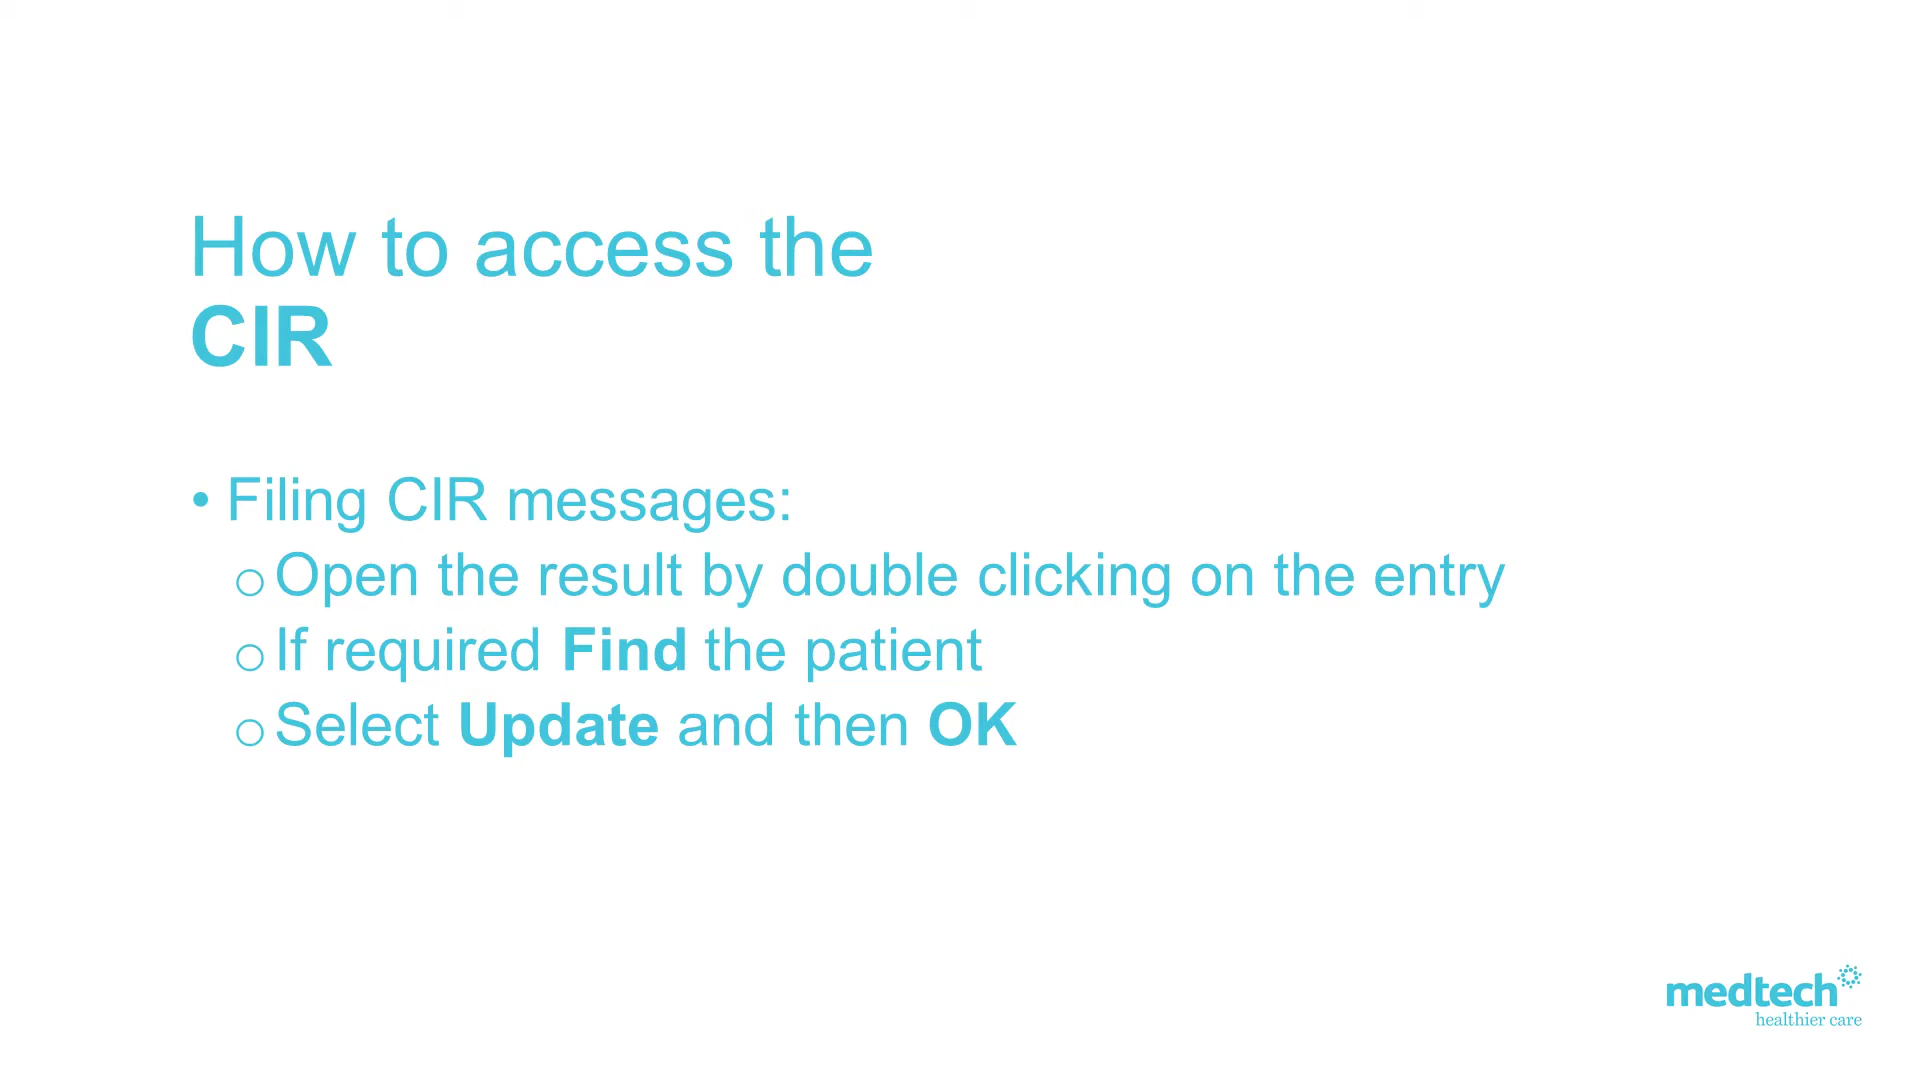 How to access the
CIR
• Filing CIR messages:
o Open the result by double clicking on the entry
o If required Find the patient
o Select Update and then OK
medtech
healthier care